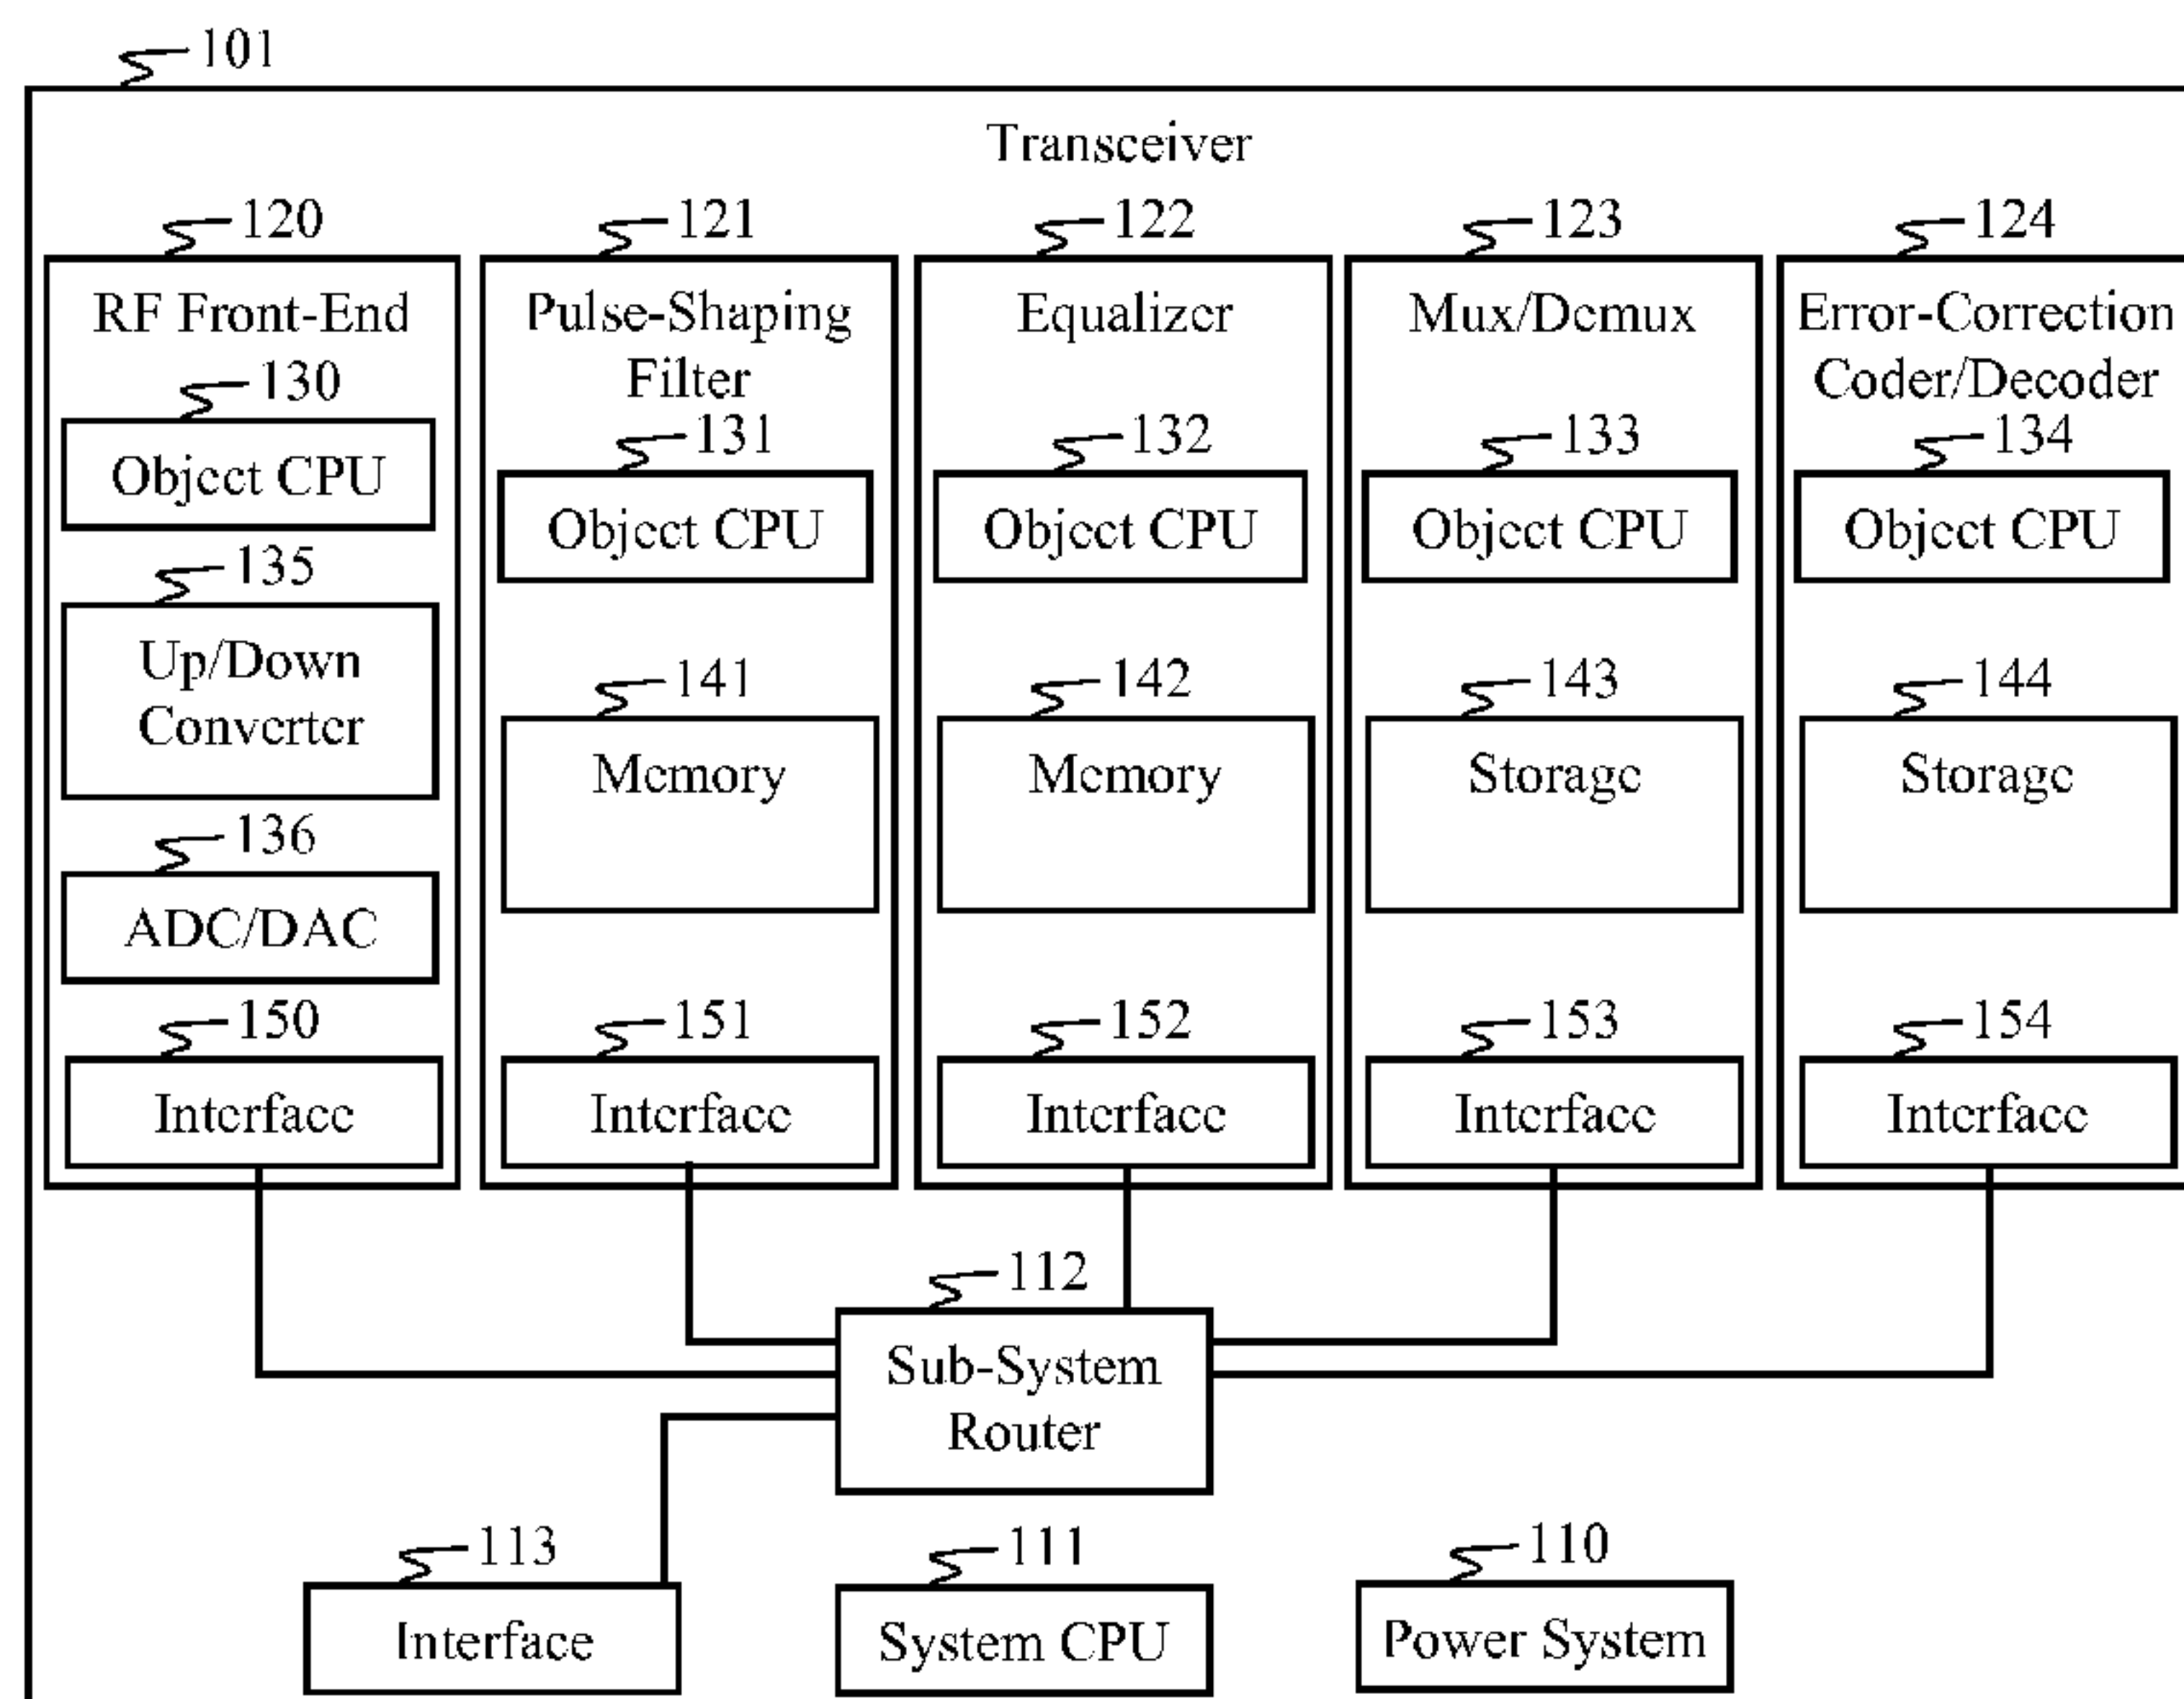 101
Transceiver
120
121
122
123
124
RF Front-End
Pulse-Shaping
Filter
Equalizer
Mux/Demux
Error-Correction
Coder/Decoder
130
131
132
133
134
Object CPU
Object CPU
Object CPU
Object CPU
Object CPU
135
Up/Down
Converter
141
142
143
144
Memory
Memory
Storage
Storage
136
ADC/DAC
150
151
152
153
154
Interface
Interface
Interface
Interface
Interface
112
Sub-System
Router
113
111
110
Interface
System CPU
Power System